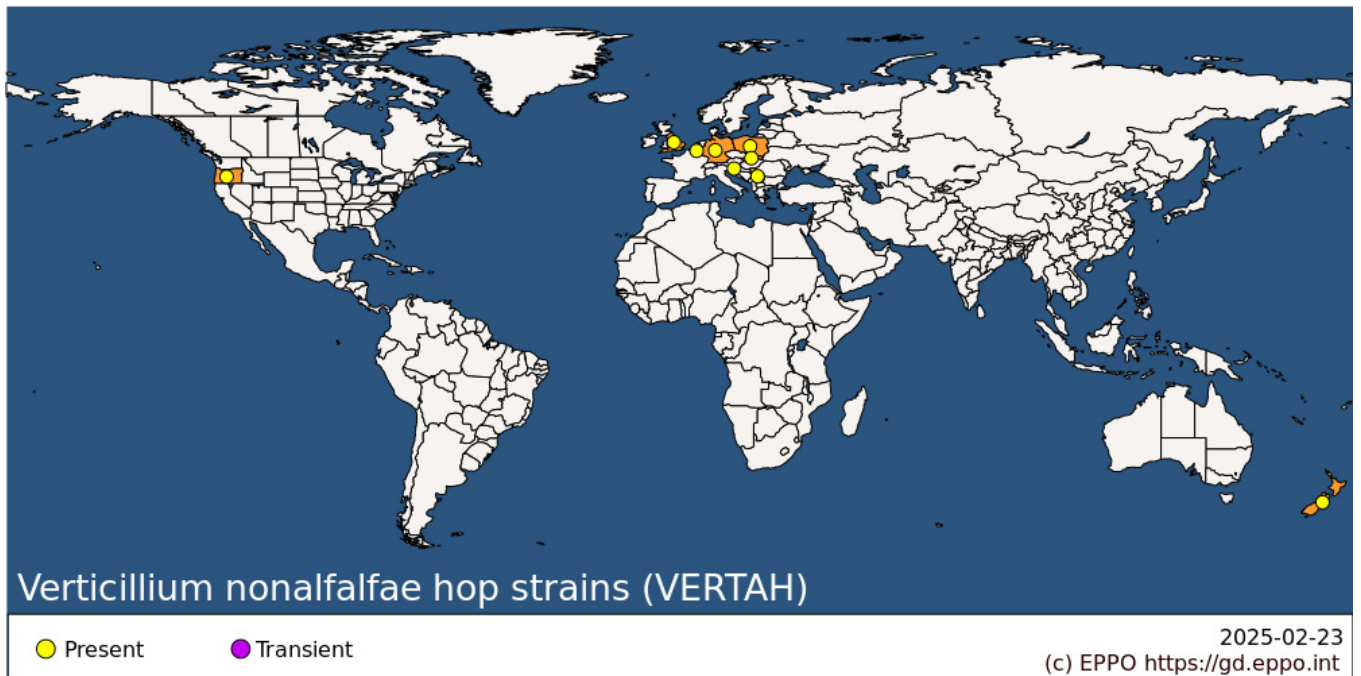 Verticillium nonalfalfae hop strains (VERTAH)
Present
Transient
2025-02-23
(c) EPPO https://gd.eppo.int